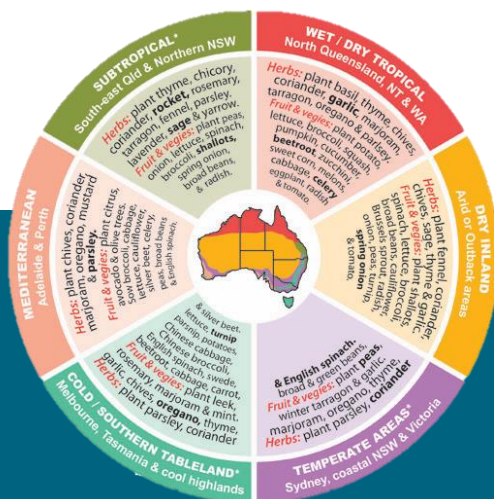 SUBTROPICAL*
South-east Qld & Northern NSW
Herbs: plant thyme, chicory,
coriander, rocket, rosemary,
tarragon, fennel, parsley,
lavender, sage & yarrow.
Fruit & vegies: plant peas,
onion, lettuce, spinach,
broccoli, shallots,
spring onion,
broad beans,
& radish.
WET / DRY TROPICAL
North Queensland, NT & WA
Herbs: plant basil, thyme, chives,
coriander, garlic, marjoram,
tarragon, oregano & parsley.
Fruit & vegies: plant potato,
lettuce, broccoli, squash,
pumpkin, cucumber,
beetroot, zucchini,
sweet corn, melons,
cabbage, celery
eggplant, radish
& tomato.
DRY INLAND
Arid or Outback areas
Herbs: plant fennel, coriander,
chives, sage, thyme & garlic.
Fruit & vegies: plant shallots,
spinach, lettuce, broccoli,
broad beans, cauliflower,
Brussels sprout, radish,
onion, peas, turnip
spring onion
& tomato.
TEMPERATE AREAS*
Sydney, coastal NSW & Victoria
Herbs: plant parsley, coriander
marjoram, oregano, thyme,
winter tarragon & garlic.
Fruit & vegies: plant peas,
broad & green beans,
& English spinach.
COLD / SOUTHERN TABLELAND*
Melbourne, Tasmania & cool highlands
Herbs: plant parsley, coriander
garlic, chives, oregano, thyme,
rosemary, marjoram & mint.
Fruit & vegies: plant leek,
beetroot, cabbage, carrot,
English spinach, swede,
Chinese broccoli,
Chinese cabbage,
parsnip, potatoes,
lettuce, turnip
& silver beet.
MEDITERRANEAN
Adelaide & Perth
Herbs: plant chives, coriander,
marjoram, oregano, mustard
& parsley.
Fruit & vegies: plant citrus,
avocado & olive trees.
Sow broccoli, cabbage,
lettuce, cauliflower,
silver beet, celery,
peas, broad beans
& English spinach.